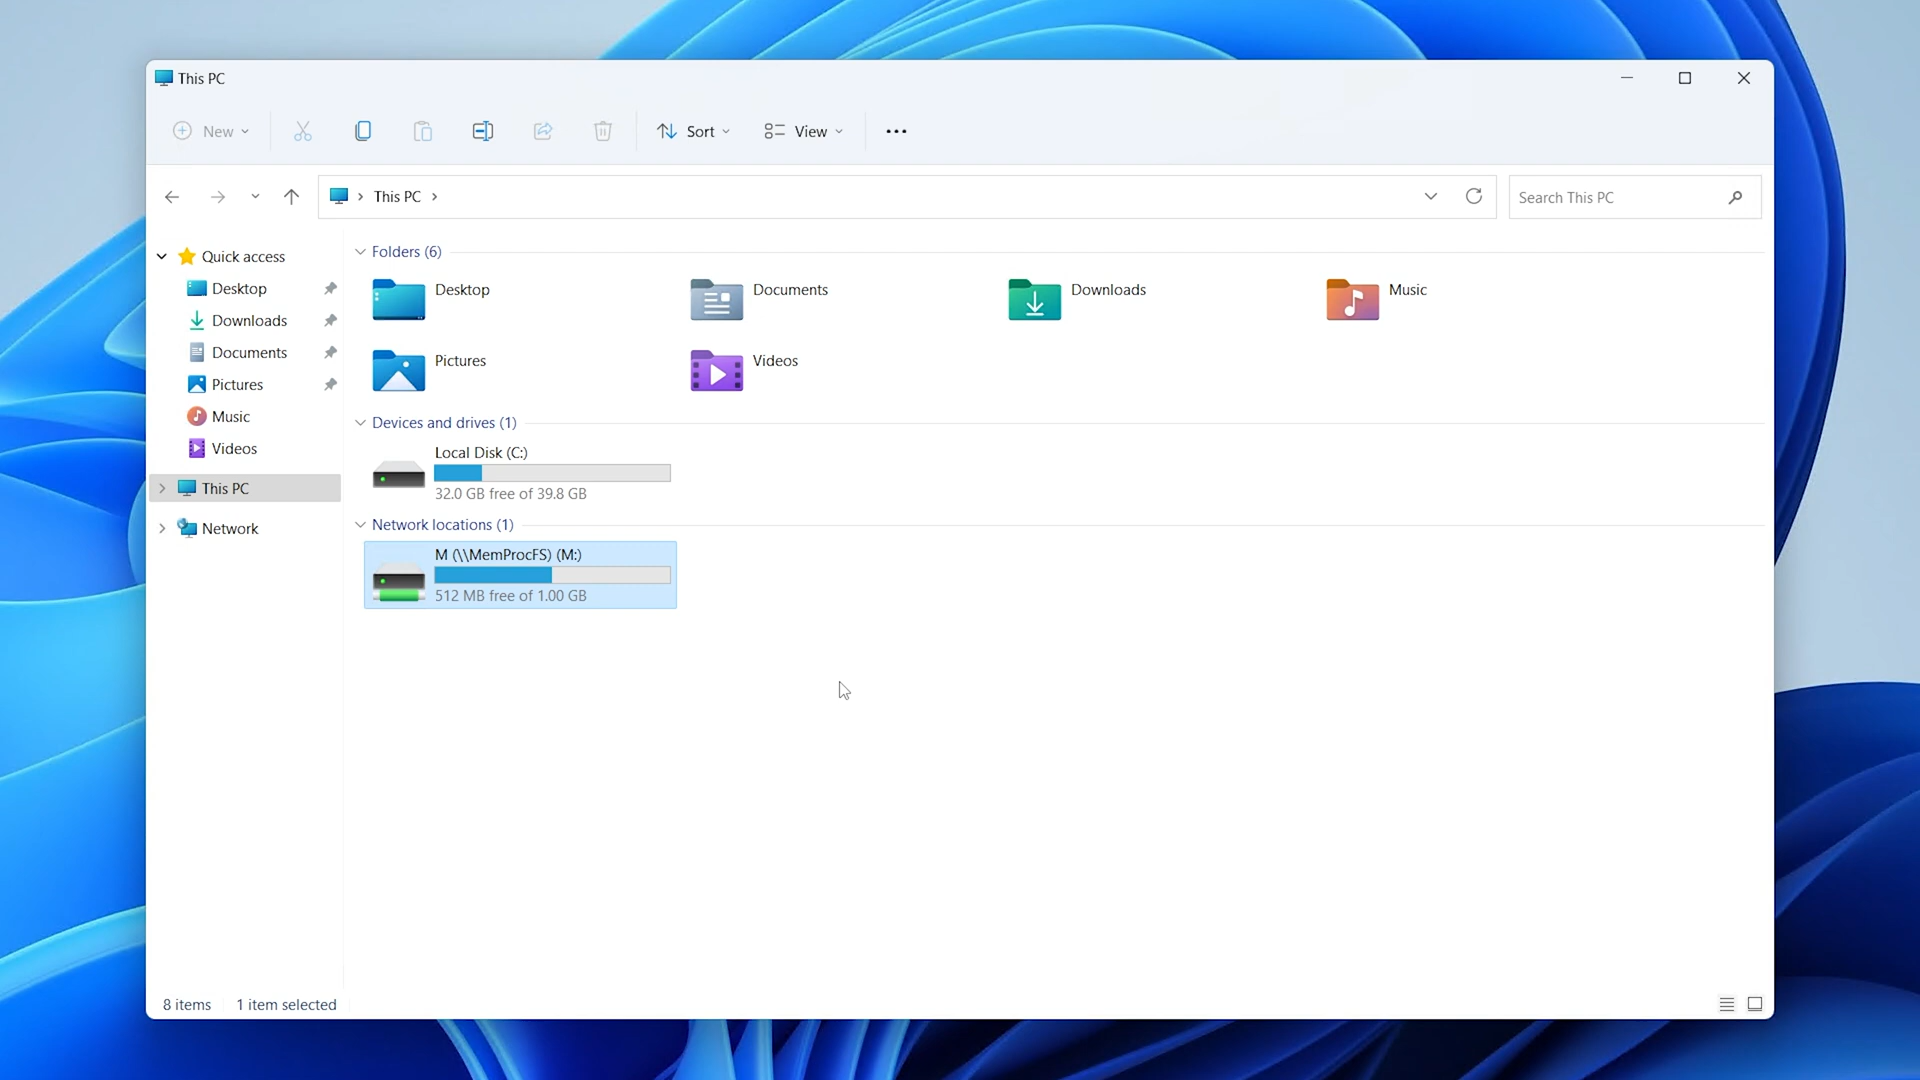 This PC
New
Sort
View
This PC
Search This PC
Quick access
Desktop
Downloads
Documents
Pictures
Music
Videos
This PC
Network
Folders (6)
Desktop
Documents
Downloads
Music
Pictures
Videos
Devices and drives (1)
Local Disk (C:)
32.0 GB free of 39.8 GB
Network locations (1)
M (\\MemProcFS) (M:)
512 MB free of 1.00 GB
8 items
1 item selected